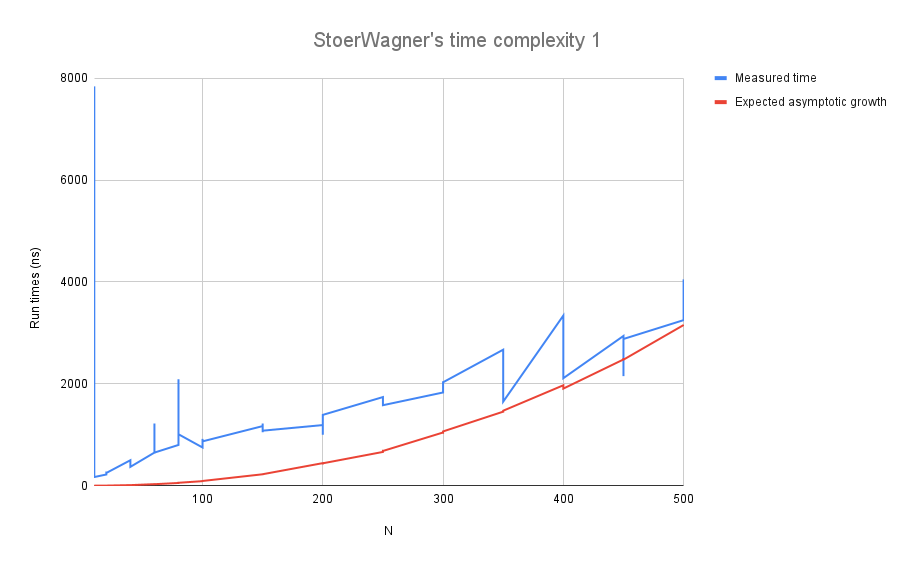 StoerWagner's time complexity 1
Measured time
Expected asymptotic growth
Run times (ns)
8000
6000
4000
2000
0
100 200 300 400 500
N